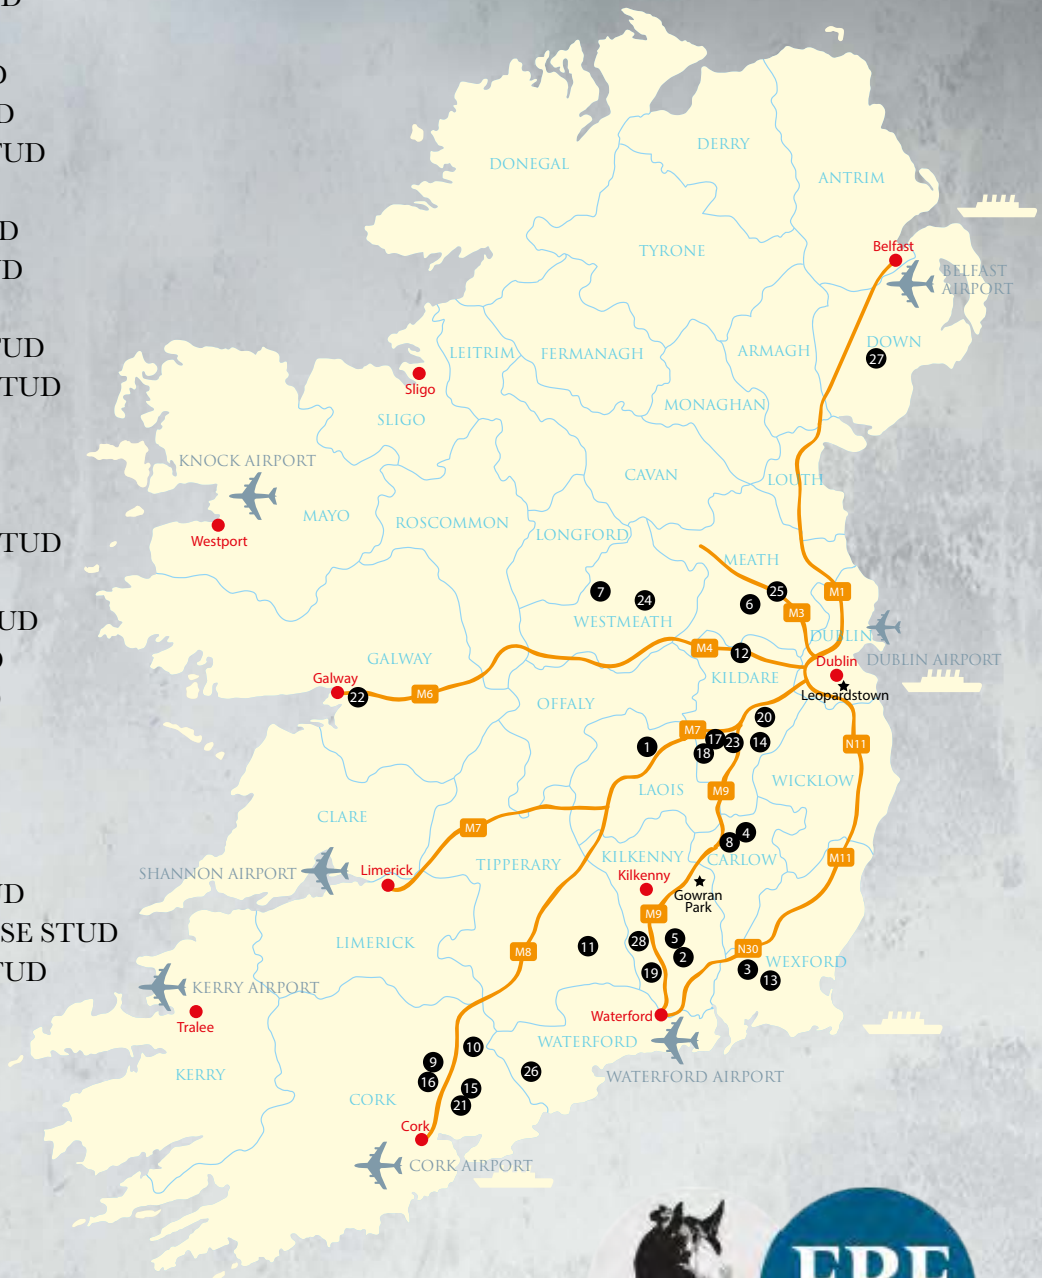 D
D
D
TUD
D
UD
TUD
STUD
STUD
UD
D
UD
SE STUD
TUD
DONEGAL
DERRY
ANTRIM
TYRONE
Belfast
BELFAST
AIRPORT
DOWN
27
LEITRIM
FERMANAGH
ARMAGH
Sligo
SLIGO
MONAGHAN
KNOCK AIRPORT
CAVAN
LOUTH
MAYO
ROSCOMMON
LONGFORD
Westport
MEATH
7
24
6
25
M1
M3
WESTMEATH
DUBLIN
M4
12
Dublin
DUBLIN AIRPORT
GALWAY
KILDARE
Leopardstown
Galway
22
M6
OFFALY
20
M7
17
23
14
18
1
N11
LAOIS
M9
WICKLOW
CLARE
M7
4
8
KILKENNY
CARLOW
M11
TIPPERARY
SHANNON AIRPORT
Limerick
Kilkenny
Gowran
Park
M9
LIMERICK
11
28
5
2
M8
N30
WEXFORD
3
13
19
KERRY AIRPORT
Tralee
Waterford
WATERFORD
WATERFORD AIRPORT
10
9
26
16
15
21
KERRY
CORK
Cork
CORK AIRPORT